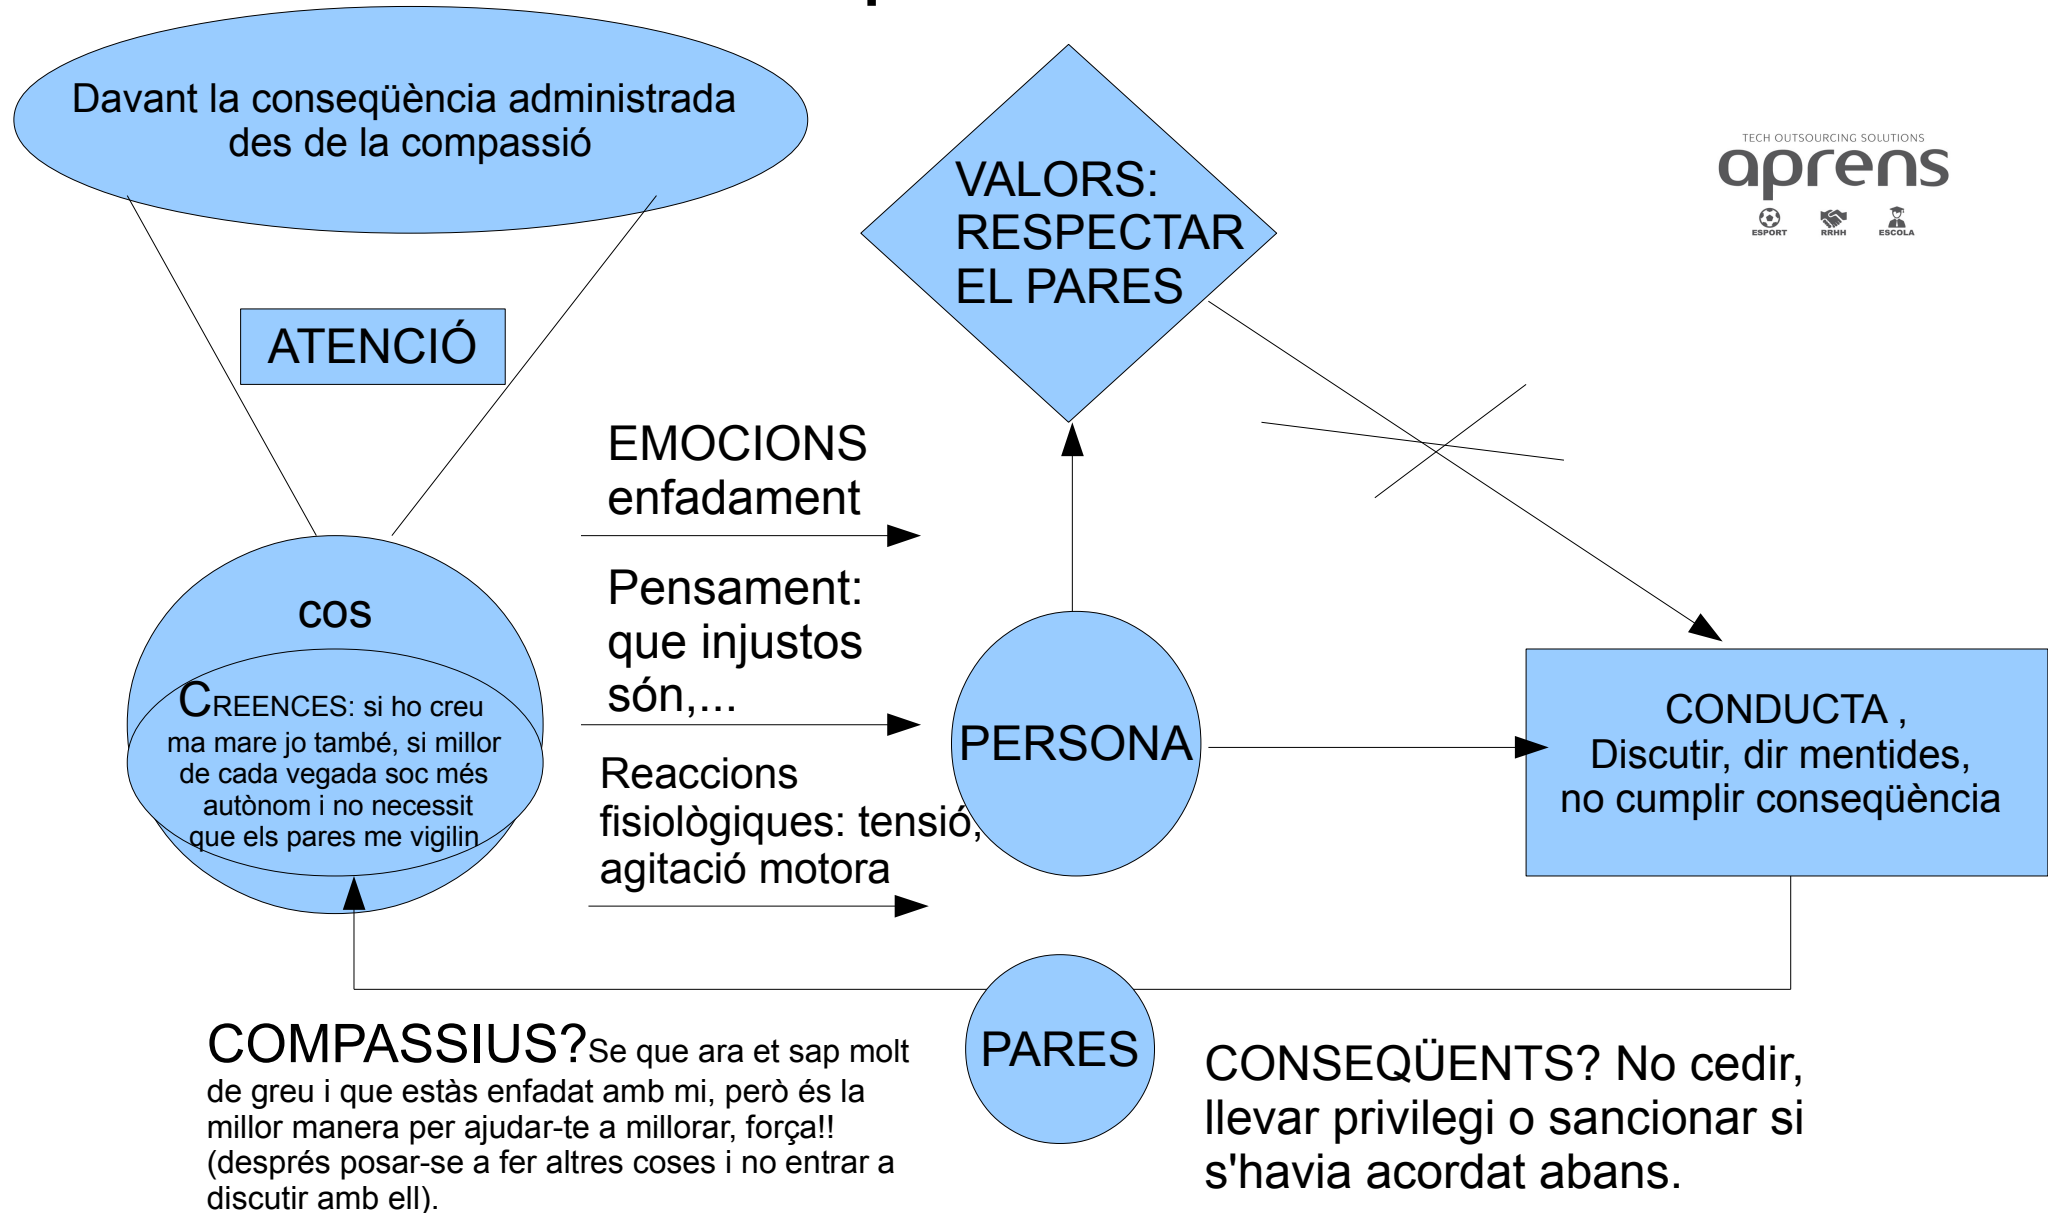 Davant la conseqüència administrada
des de la compassió
TECH OUTSOURCING SOLUTIONS
aprens
ESPORT RRHH ESCOLA
VALORS:
RESPECTAR
EL PARES
ATENCIÓ
EMOCIONS
enfadament
Pensament:
que injustos
són,...
Reaccions
fisiològiques: tensió,
agitació motora
cos
CREENCES: si ho creu
ma mare jo també, si millor
de cada vegada soc més
autònom i no necessit
que els pares me vigilin
PERSONA
CONDUCTA ,
Discutir, dir mentides,
no cumplir conseqüència
PARES
COMPASSIUS? Se que ara et sap molt
de greu i que estàs enfadat amb mi, però és la
millor manera per ajudar-te a millorar, força!!
(després posar-se a fer altres coses i no entrar a
discutir amb ell).
CONSEQÜENTS? No cedir,
llevar privilegi o sancionar si
s'havia acordat abans.